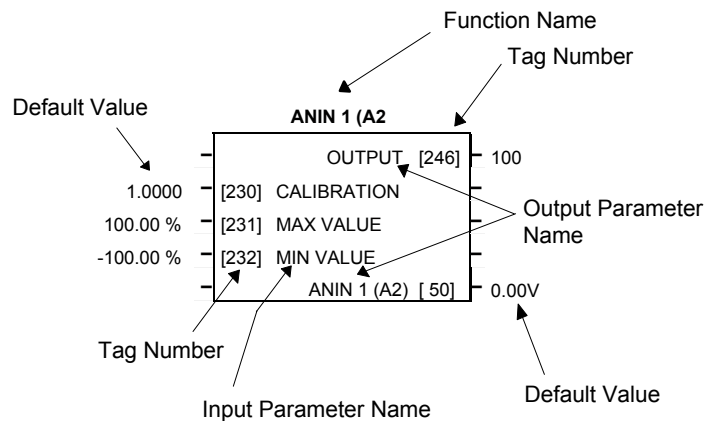 Function Name
Tag Number
Default Value
ANIN 1 (A2
OUTPUT [246] 100
1.0000 [230] CALIBRATION
100.00 % [231] MAX VALUE
Output Parameter
Name
-100.00 % [232] MIN VALUE
ANIN 1 (A2) [ 50] 0.00V
Tag Number
Default Value
Input Parameter Name